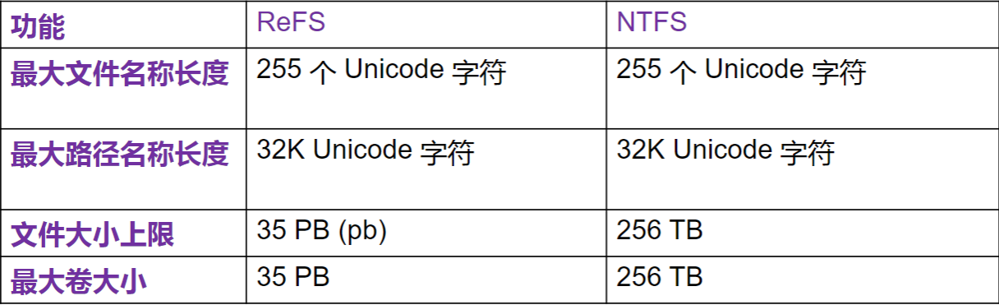 功能 ReFS NTFS
最大文件名称长度 255 个 Unicode 字符 255 个 Unicode 字符
最大路径名称长度 32K Unicode 字符 32K Unicode 字符
文件大小上限 35 PB (pb) 256 TB
最大卷大小 35 PB 256 TB